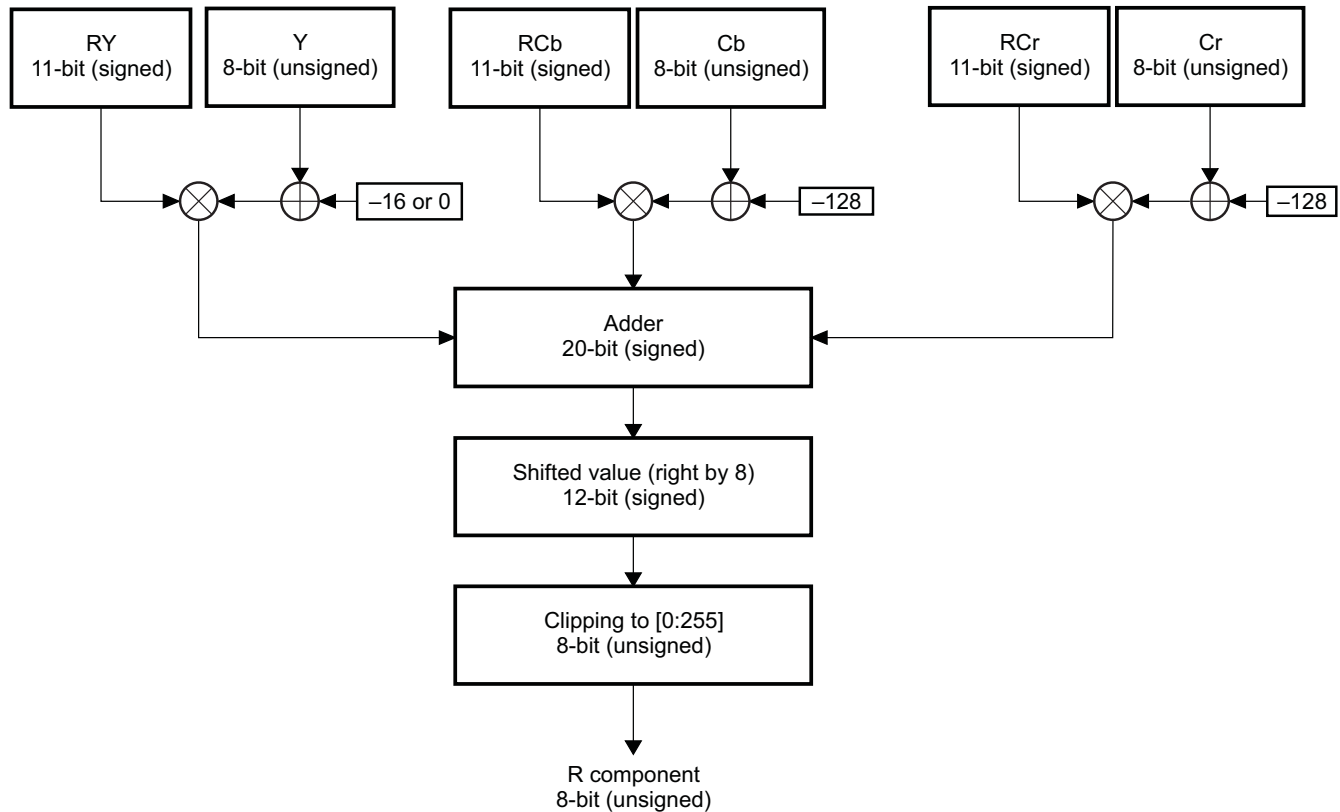 RY
11-bit (signed)
Y
8-bit (unsigned)
RCb
11-bit (signed)
Cb
8-bit (unsigned)
RCr
11-bit (signed)
Cr
8-bit (unsigned)
–16 or 0
–128
–128
Adder
20-bit (signed)
Shifted value (right by 8)
12-bit (signed)
Clipping to [0:255]
8-bit (unsigned)
R component
8-bit (unsigned)